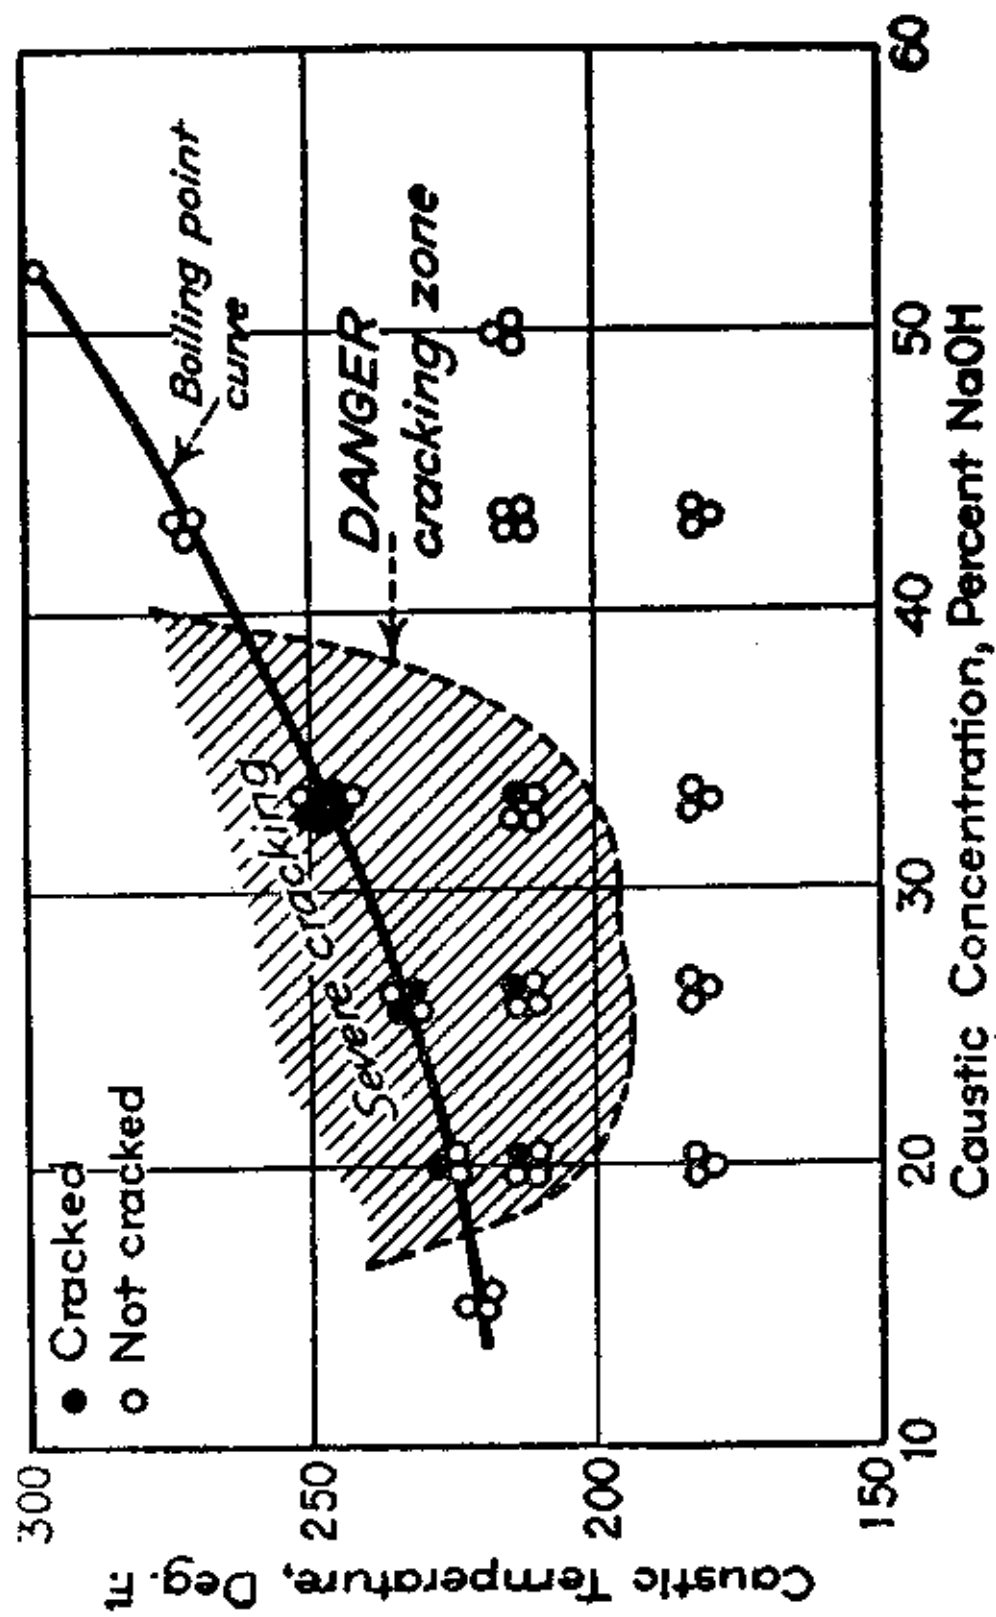 Cracked
Not cracked
Boiling point
curve
DANGER
cracking zone
Severe cracking
300
250
200
150
10
20
30
40
50
60
Caustic Temperature, Deg. F
Caustic Concentration, Percent NaOH